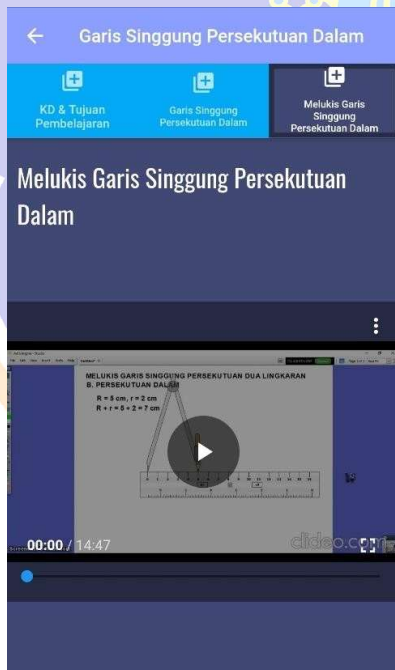 Garis Singgung Persekutuan Dalam
KD & Tujuan
Pembelajaran
Garis Singgung
Persekutuan Dalam
Melukis Garis
Singgung
Persekutuan Dalam
Melukis Garis Singgung Persekutuan
Dalam
MELUKIS GARIS SINGGUNG PERSEKUTUAN DUA LINGKARAN
B. PERSEKUTUAN DALAM
R = 5 cm, r = 2 cm
R + r = 5 + 2 = 7 cm
00:00 / 14:47
clideo.com